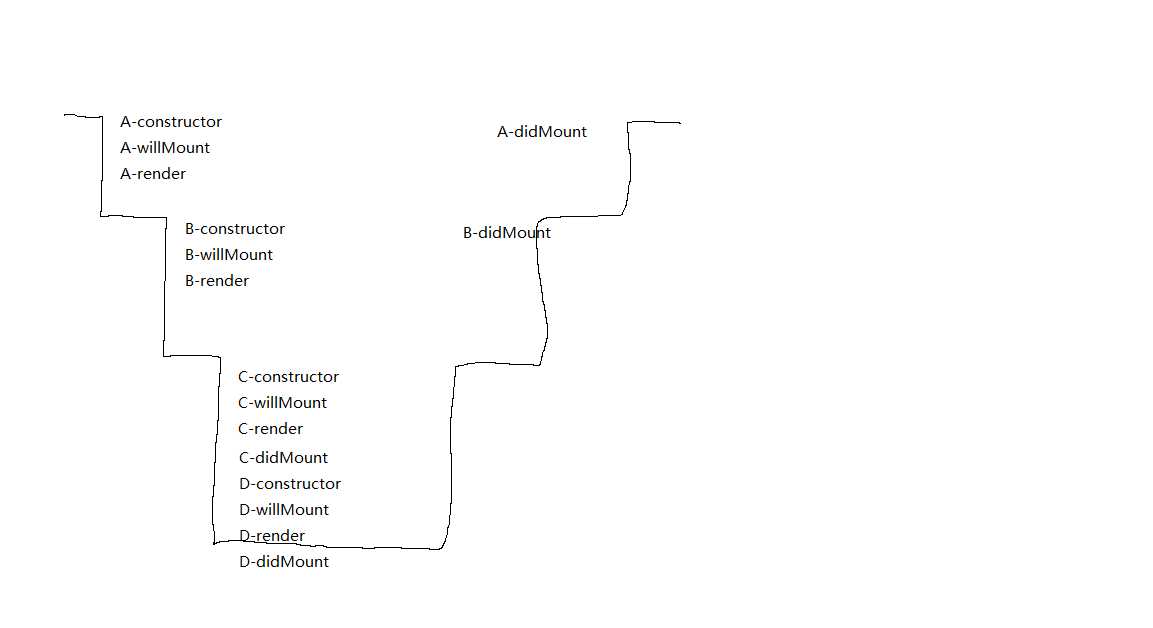 A-constructor
A-willMount
A-render
A-didMount
B-constructor
B-willMount
B-render
B-didMount
C-constructor
C-willMount
C-render
C-didMount
D-constructor
D-willMount
D-render
D-didMount